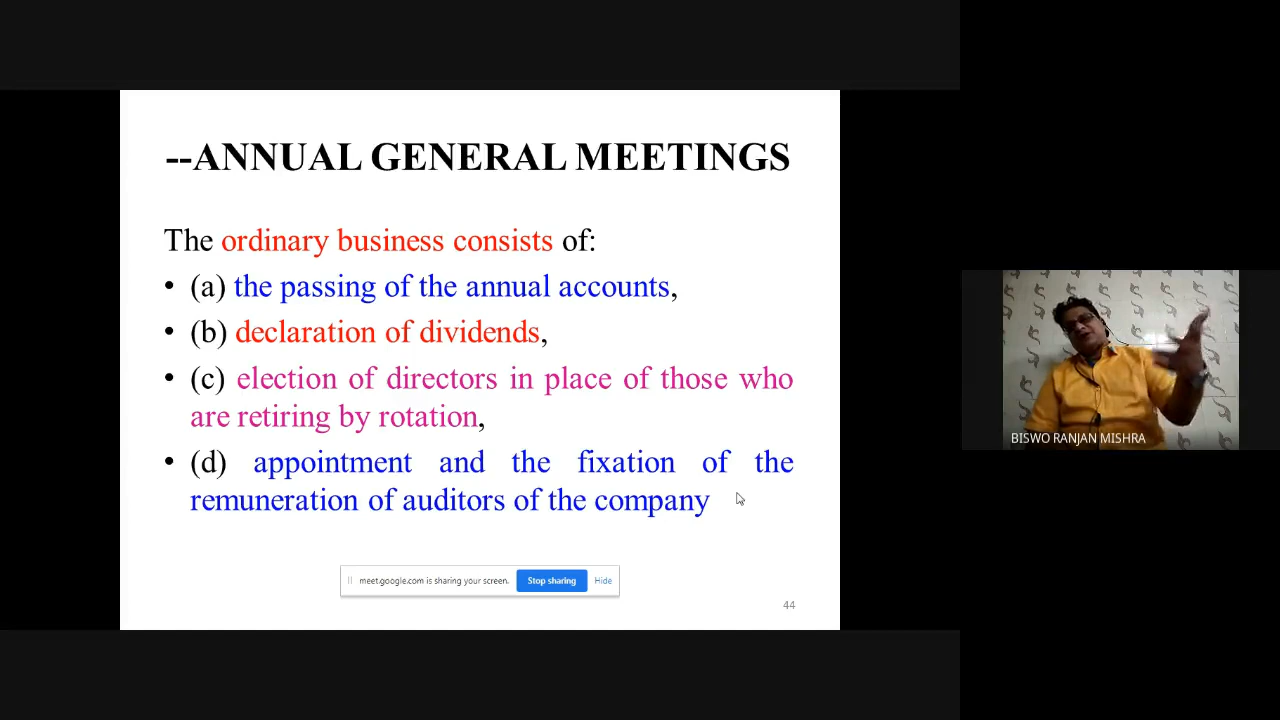 --ANNUAL GENERAL MEETINGS
The ordinary business consists of:
• (a) the passing of the annual accounts,
• (b) declaration of dividends,
• (c) election of directors in place of those who
are retiring by rotation,
• (d) appointment and the fixation of the
remuneration of auditors of the company
meet.google.com is sharing your screen. Stop sharing Hide
44
BISWO RANJAN MISHRA